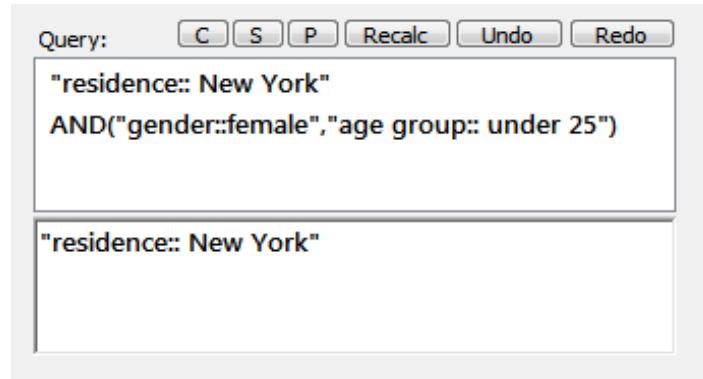 Query: C S P Recalc Undo Redo
"residence:: New York"
AND("gender::female","age group:: under 25")
"residence:: New York"